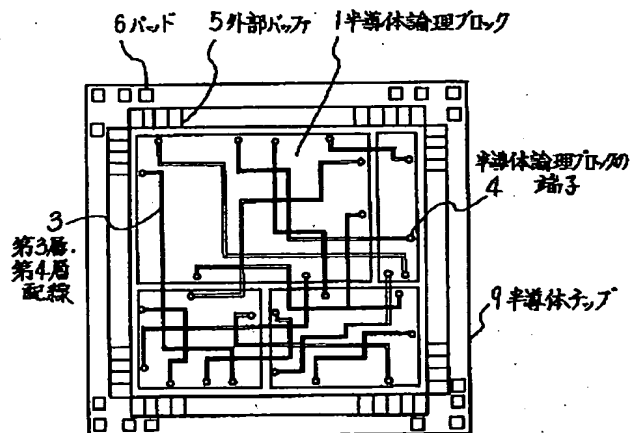 6パッド
5外部バッファ
1半導体論理ブロック
半導体論理ブロックの
4 端子
3
第3層.
第4層
配線
9半導体チップ